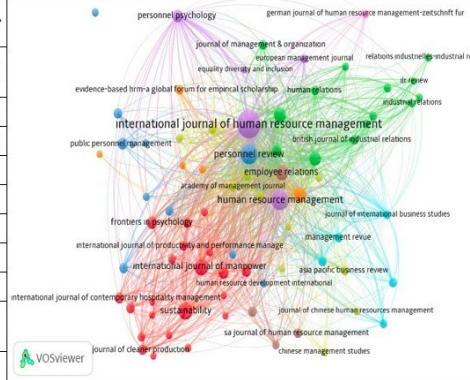 personnel psychology
german journal of human resource management-zeitschrift fur
journal of management & organization
european management journal
relations industrielles-industrial r
equality diversity and inclusion
ilr review
evidence-based hrm-a global forum for empirical scholarship
human relations
industrial relations
international journal of human resource management
british journal of industrial relations
public personnel management
personnel review
employee relations
academy of management journal
human resource management
journal of international business studies
frontiers in psychology
management revue
international journal of productivity and performance manage
international journal of manpower
asia pacific business review
human resource development international
international journal of contemporary hospitality management
sustainability
journal of chinese human resources management
sa journal of human resource management
journal of cleaner production
chinese management studies
VOSviewer